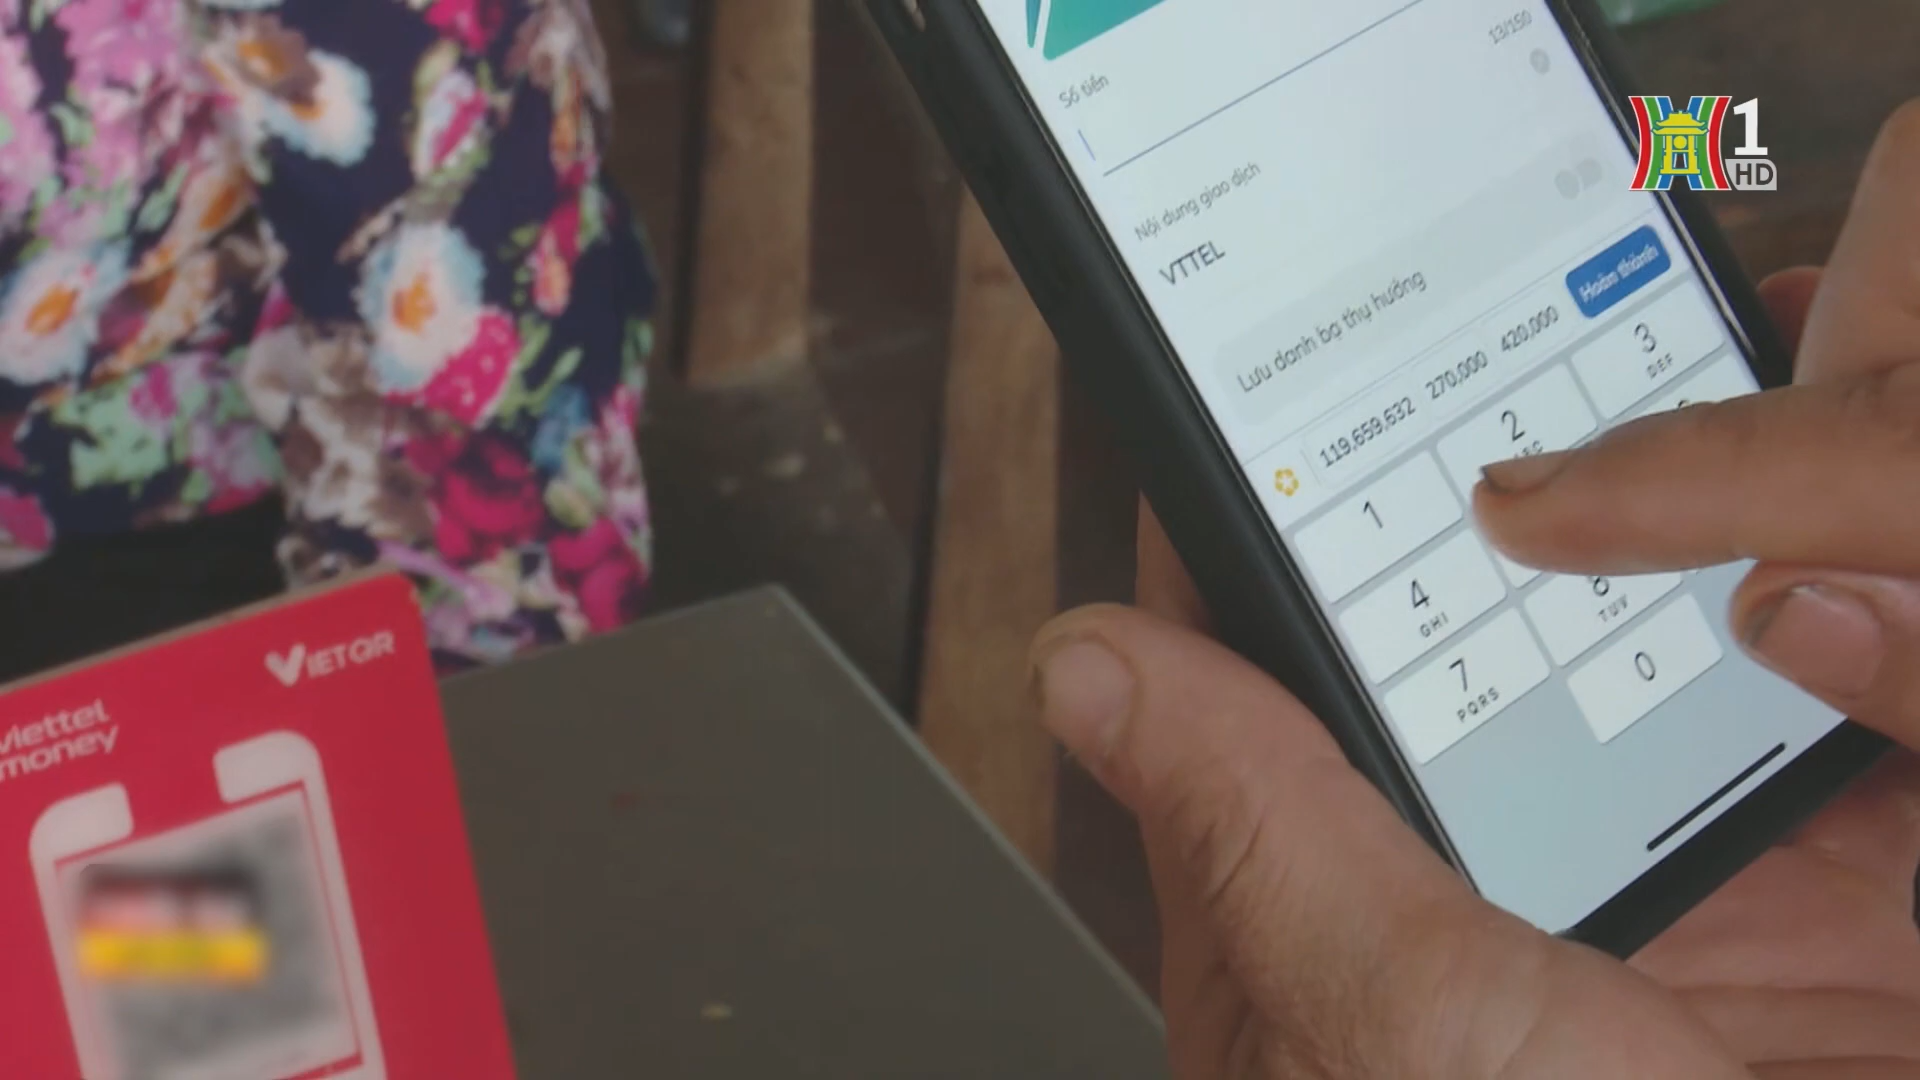 13/150
Số tiền
Nội dung giao dịch
VTTEL
Lưu danh bạ thụ hưởng
119,659,632 270,000 420,000 Hoàn thành
1
2
3
DEF
4
GHI
7
PQRS
8
TUV
0
1
HD
VIETQR
viettel
money